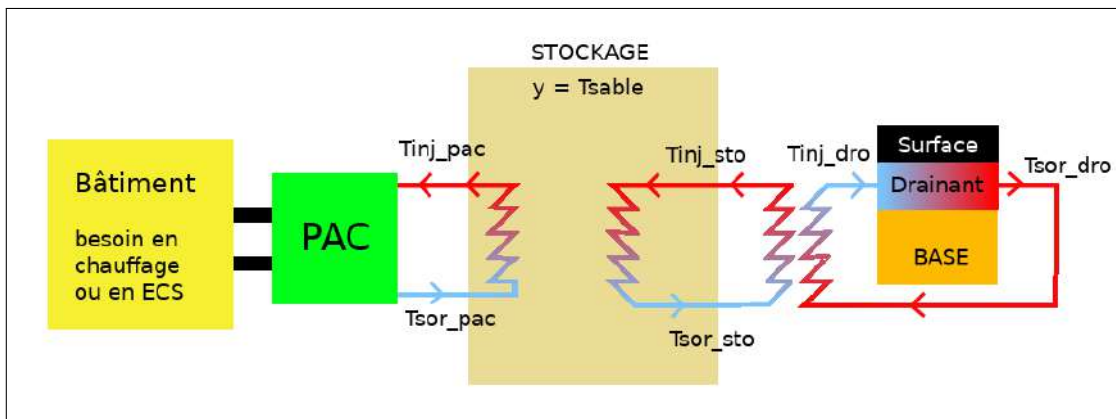 STOCKAGE
y = Tsable
Tinj_pac
Tinj_sto
Tinj_dro
Surface
Tsor_dro
Bâtiment
Drainant
besoin en
chauffage
ou en ECS
PAC
BASE
Tsor_pac
Tsor_sto